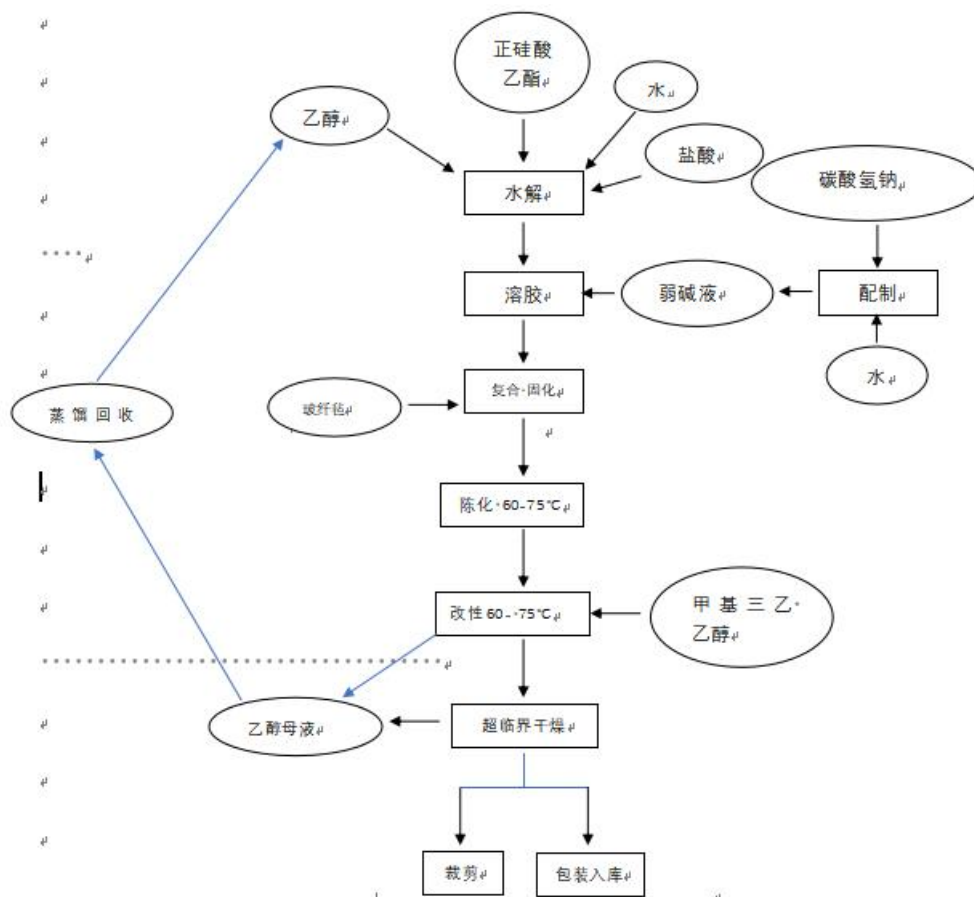 正硅酸
乙酯
水
乙醇
盐酸
碳酸氢钠
水解
溶胶
弱碱液
配制
水
玻纤毡
复合 固化
蒸馏回收
陈化 60-75℃
改性60- 75℃
甲基三乙
乙醇
乙醇母液
超临界干燥
裁剪
包装入库